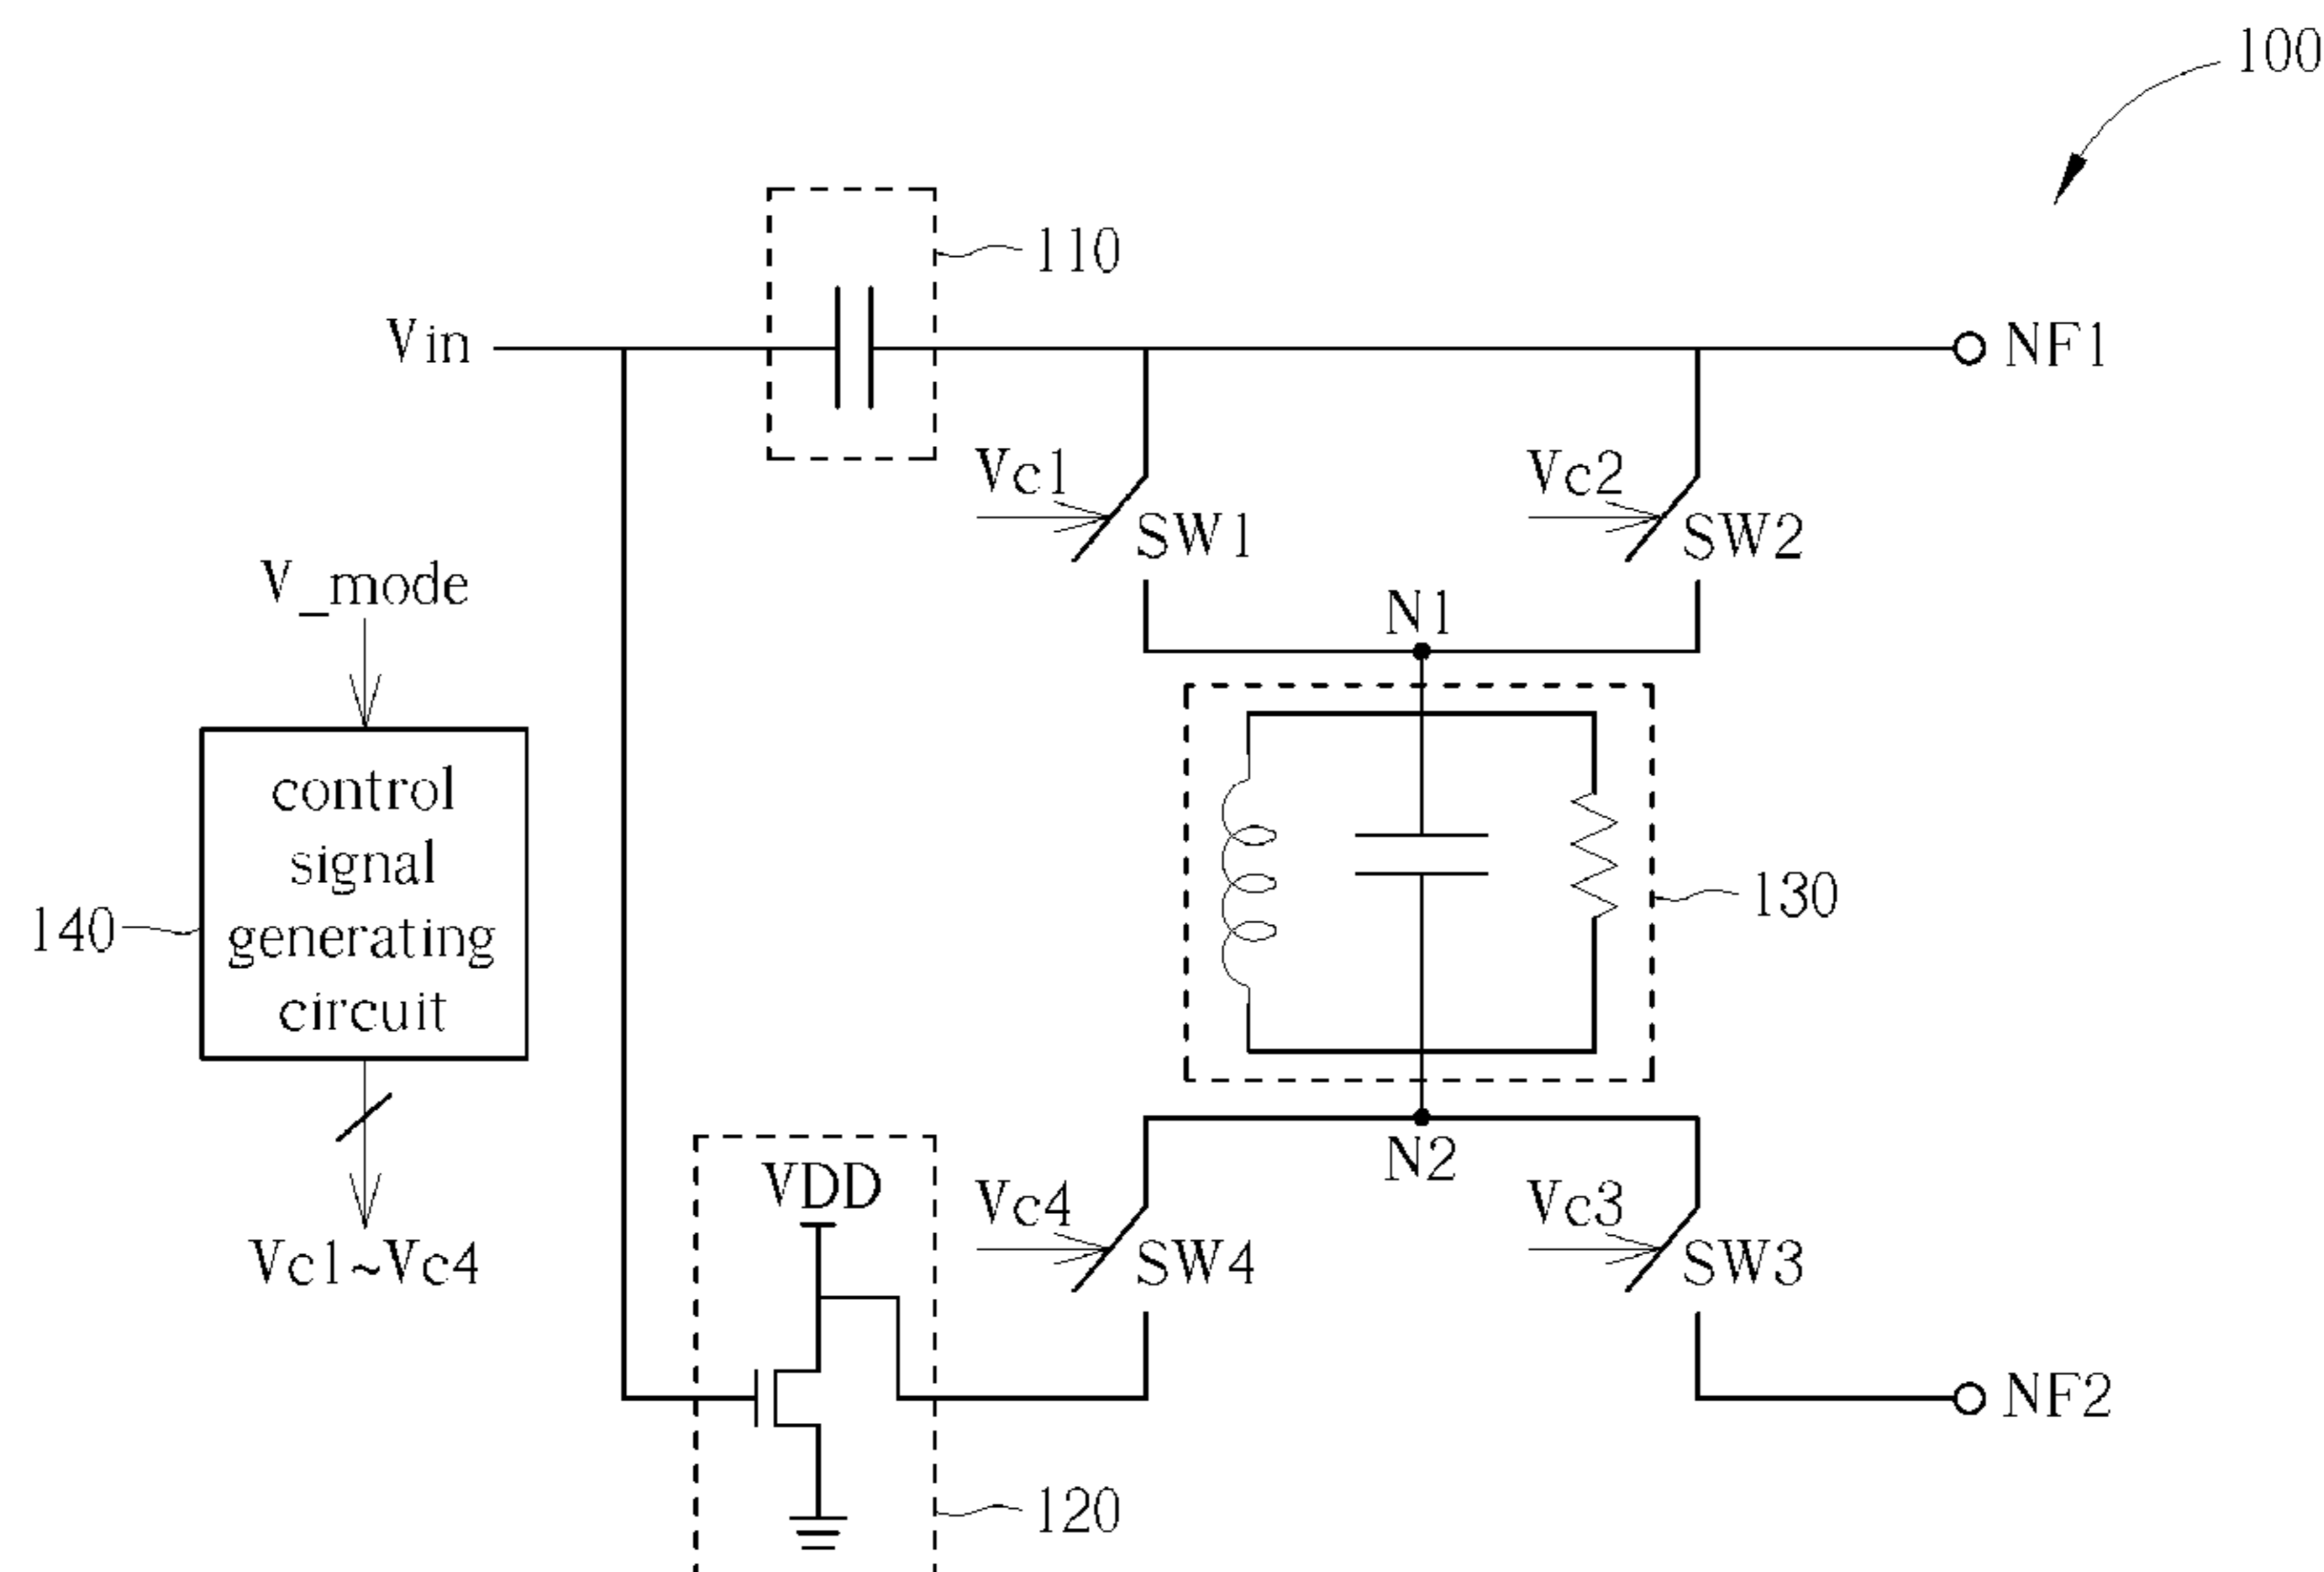 100
110
Vin
NF1
Vc1
SW1
Vc2
SW2
V_mode
N1
control
signal
generating
circuit
140
130
N2
VDD
Vc4
SW4
Vc3
SW3
Vc1~Vc4
NF2
120